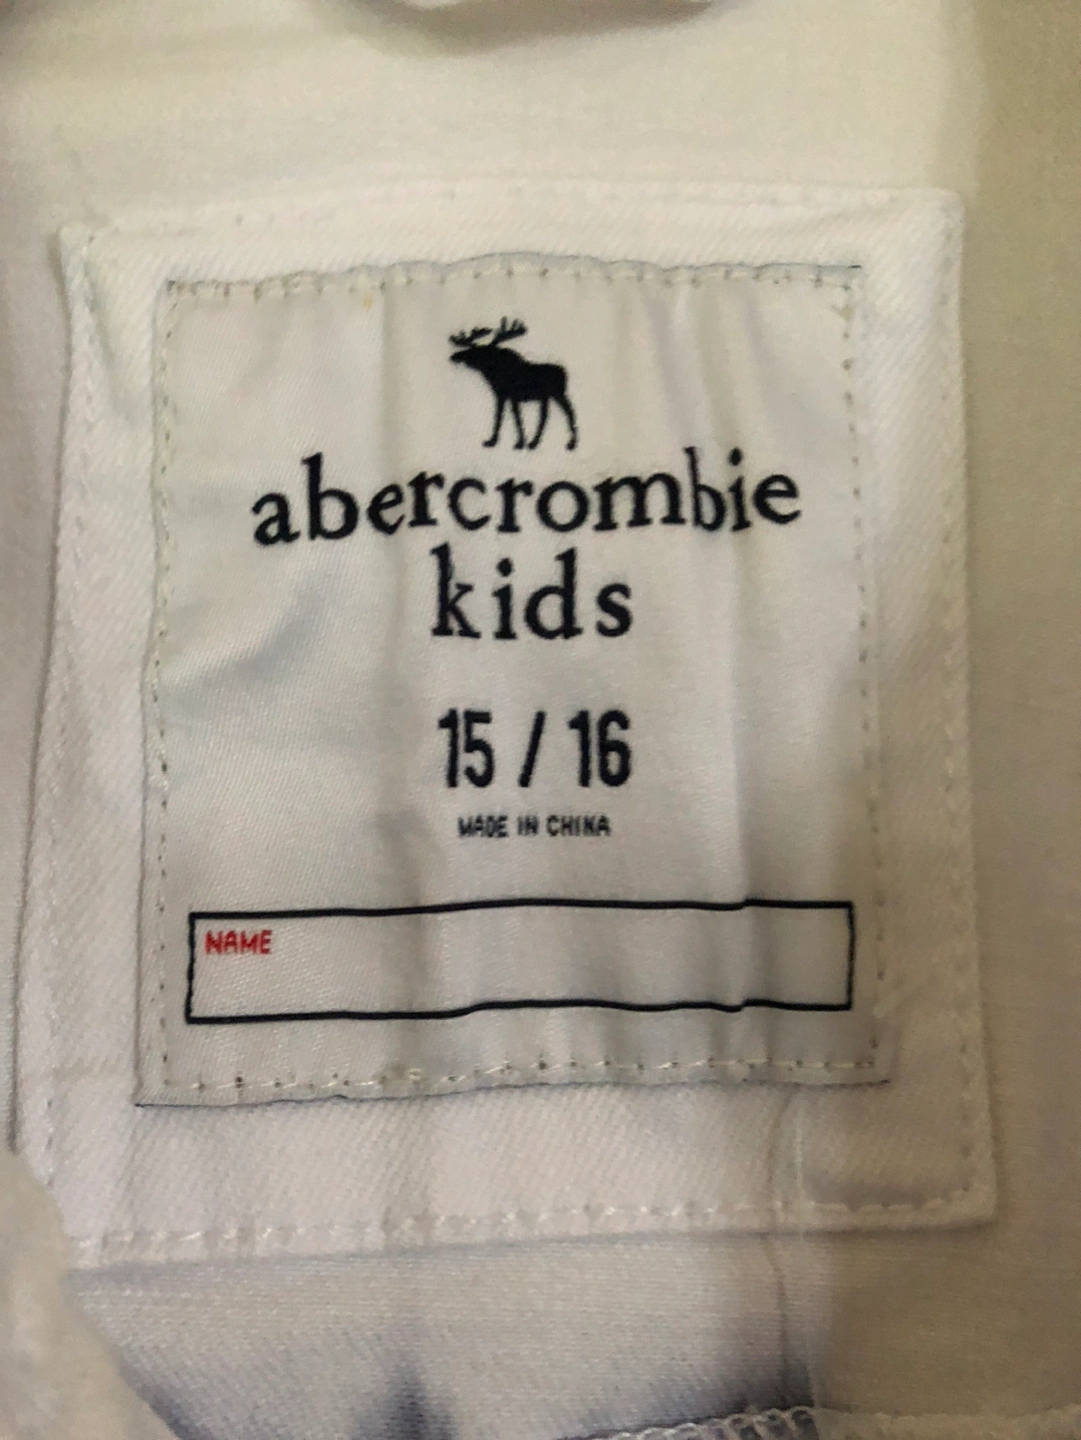 abercrombie
kids
15 / 16
MADE IN CHINA
NAME